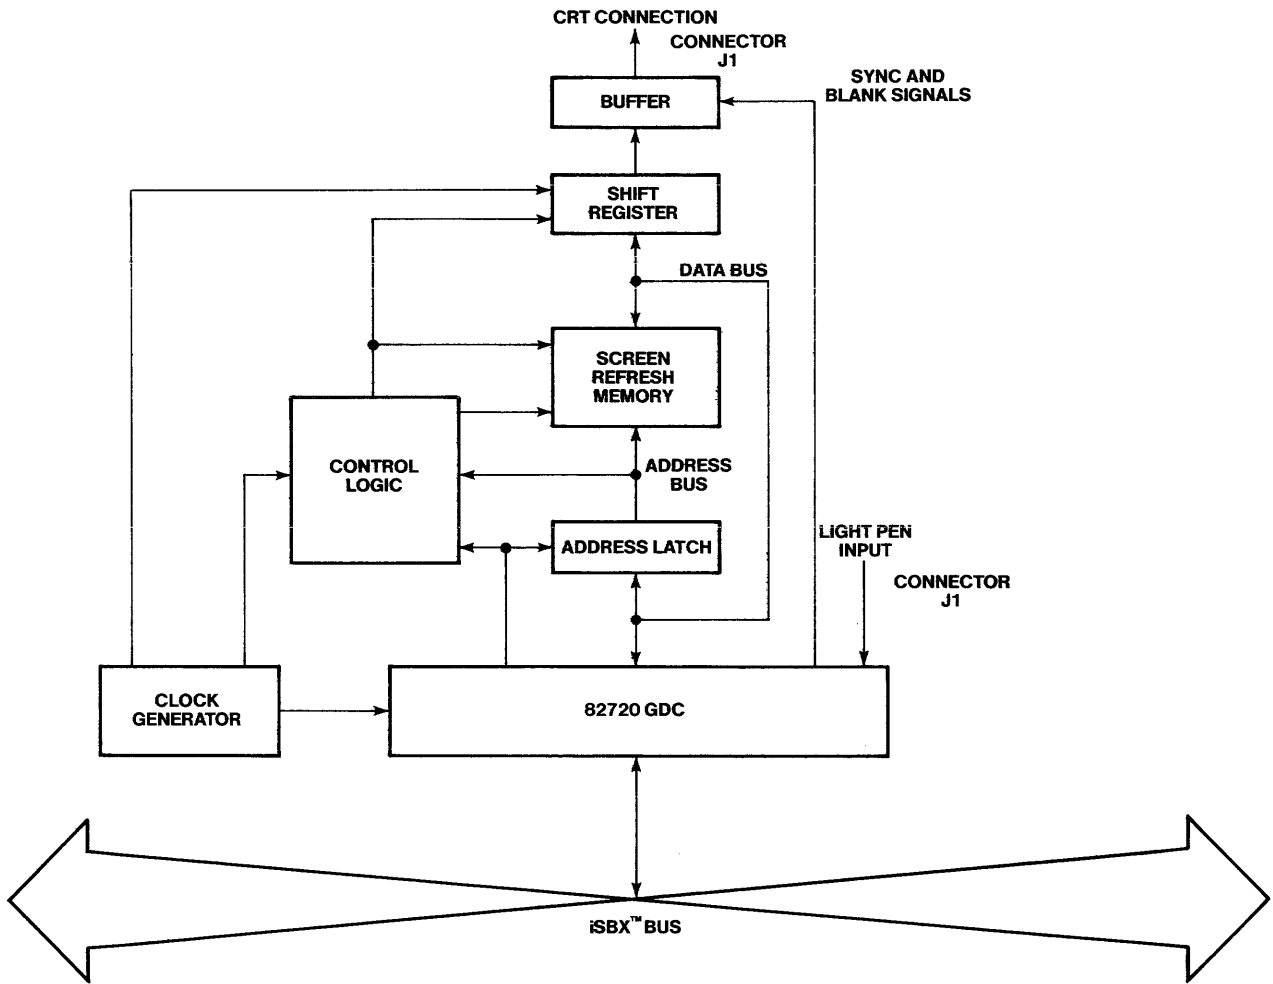 CRT CONNECTION
CONNECTOR
J1
SYNC AND
BLANK SIGNALS
BUFFER
SHIFT
REGISTER
DATA BUS
SCREEN
REFRESH
MEMORY
CONTROL
LOGIC
ADDRESS
BUS
ADDRESS LATCH
LIGHT PEN
INPUT
CONNECTOR
J1
CLOCK
GENERATOR
82720 GDC
iSBX™ BUS